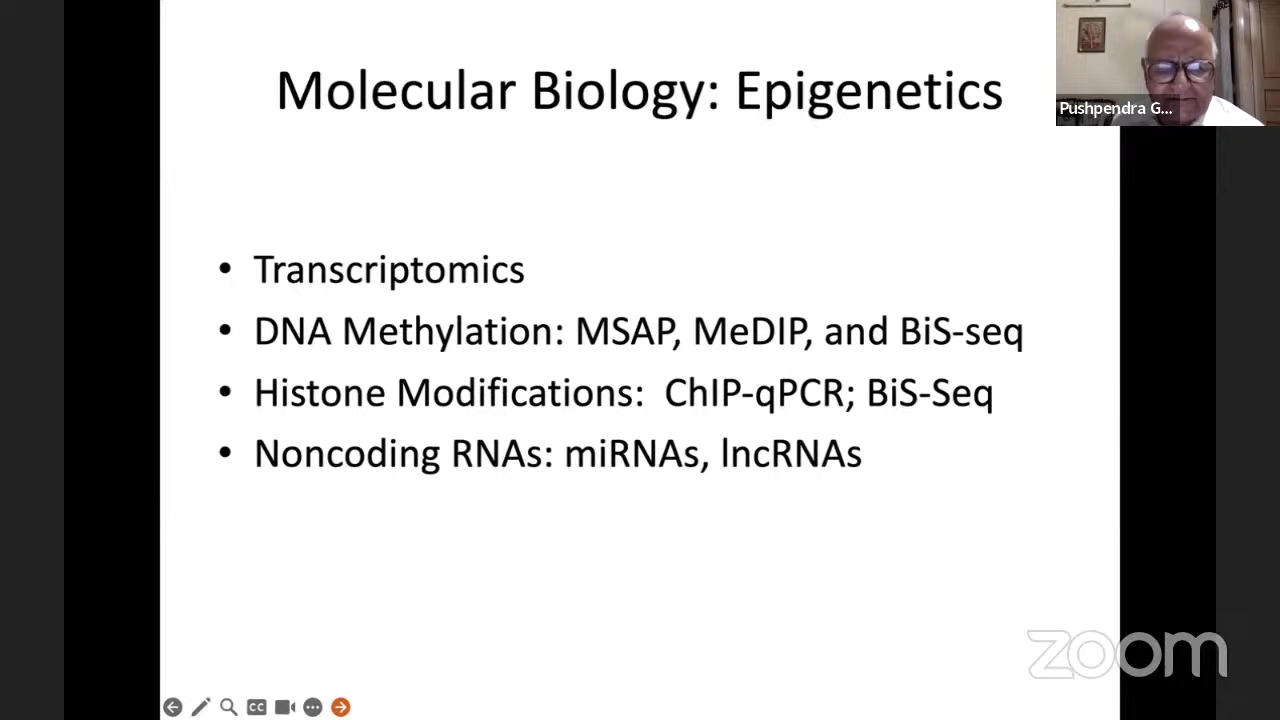 Molecular Biology: Epigenetics
Pushpendra G...
• Transcriptomics
• DNA Methylation: MSAP, MeDIP, and BiS-seq
• Histone Modifications:  ChIP-qPCR; BiS-Seq
• Noncoding RNAs: miRNAs, lncRNAs
zoom
CC